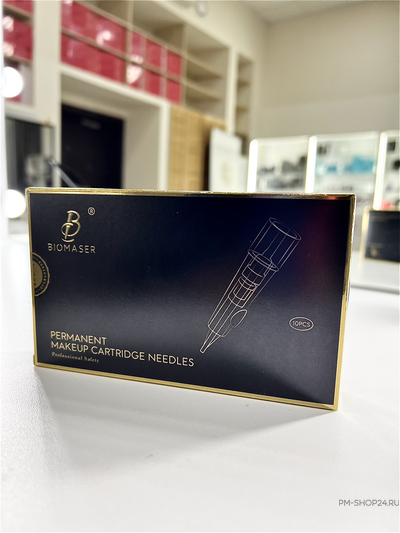 ®
BIOMASER
10PCS
PERMANENT
MAKEUP CARTRIDGE NEEDLES
Professional Safety
PM-SHOP24.RU